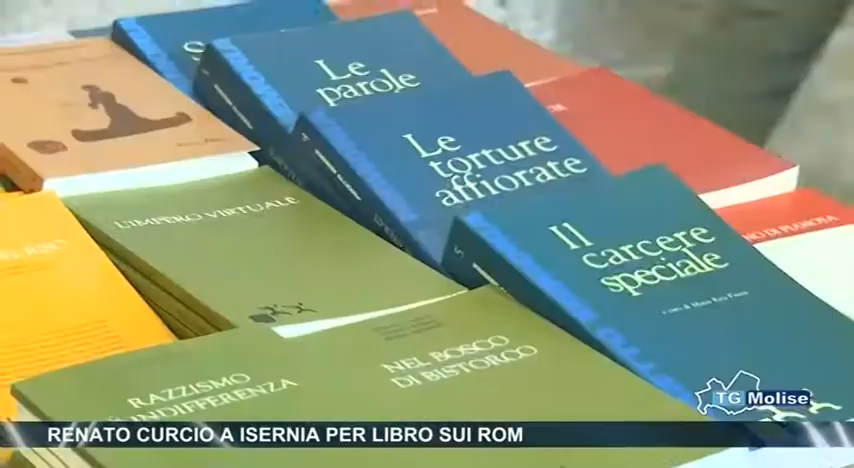 Le
parole
Le
torture
affiorate
Il
carcere
speciale
L'IMPERO VIRTUALE
NEL BOSCO
DI BISTORCO
RAZZISMO
INDIFFERENZA
TG Molise
RENATO CURCIO A ISERNIA PER LIBRO SUI ROM